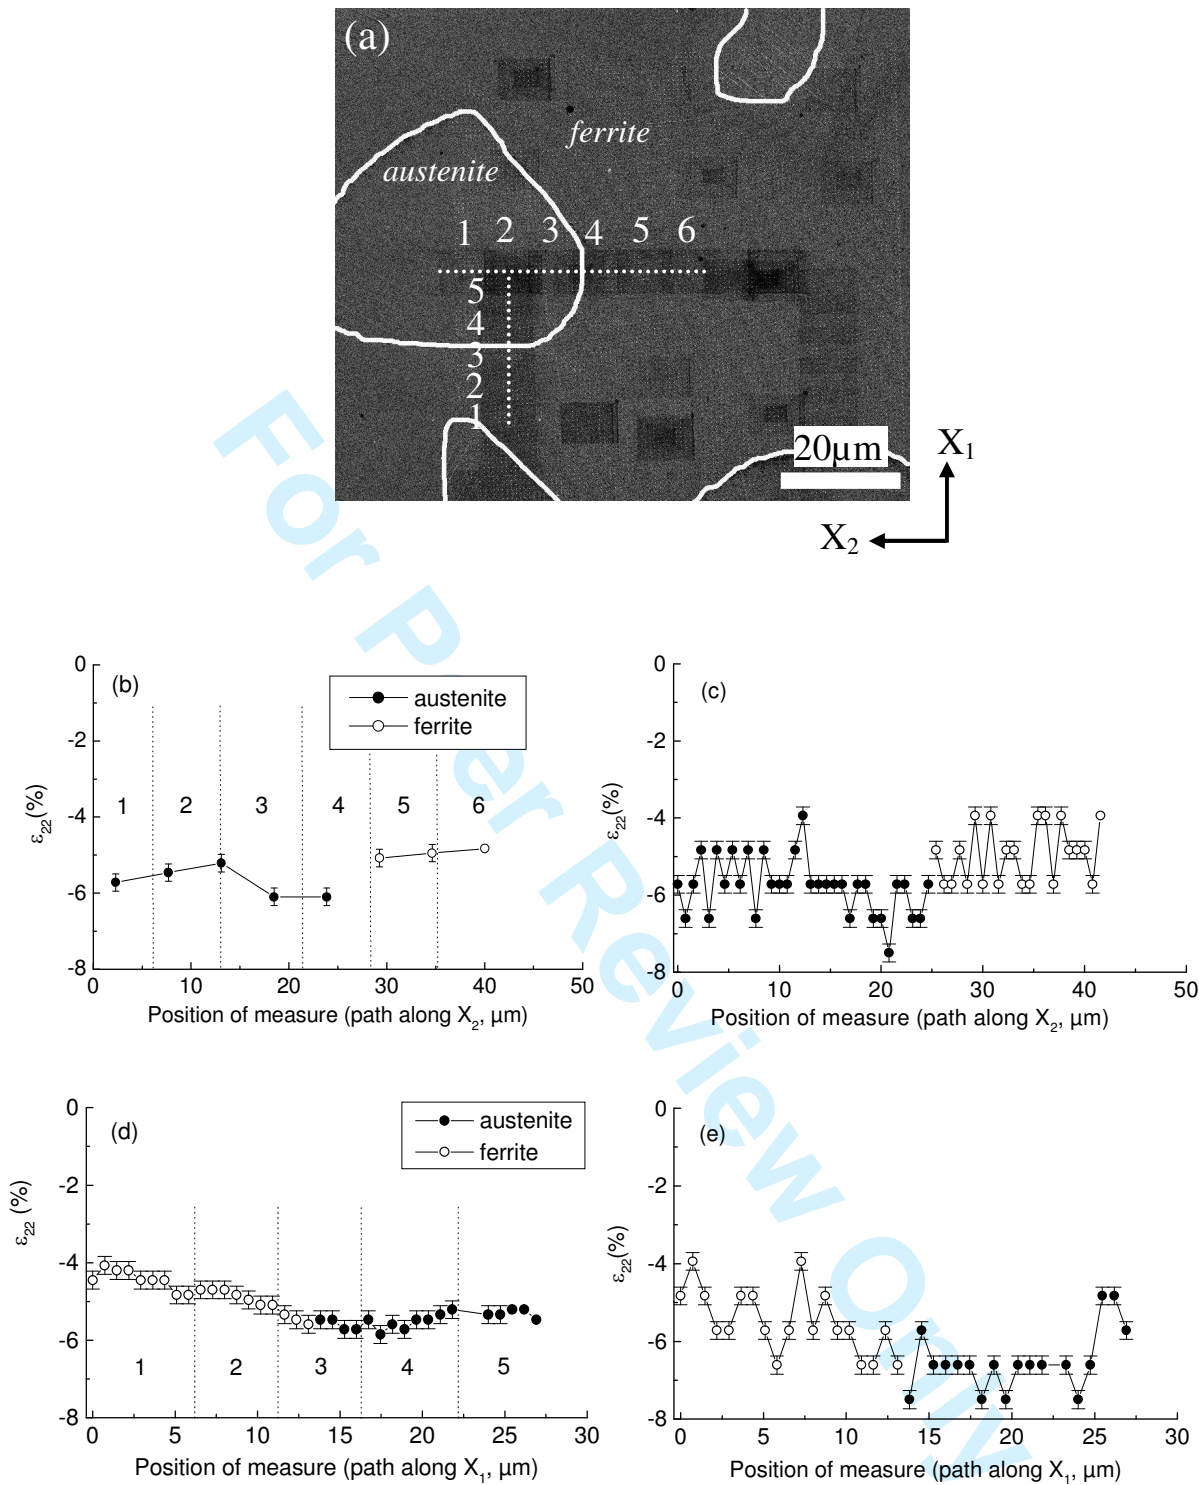 (a)
ferrite
austenite
1 2 3 4 5 6
5
4
3
2
1
20µm
X1
X2
For Peer Review Only
(b)
austenite
ferrite
1 2 3 4 5 6
ε22(%)
0
-2
-4
-6
-8
0 10 20 30 40 50
Position of measure (path along X2, µm)
(c)
ε22(%)
0
-2
-4
-6
-8
0 10 20 30 40 50
Position of measure (path along X2, µm)
(d)
austenite
ferrite
ε22 (%)
0
-2
-4
-6
-8
1 2 3 4 5
0 5 10 15 20 25 30
Position of measure (path along X1, µm)
(e)
ε22(%)
0
-2
-4
-6
-8
0 5 10 15 20 25 30
Position of measure (path along X1, µm)